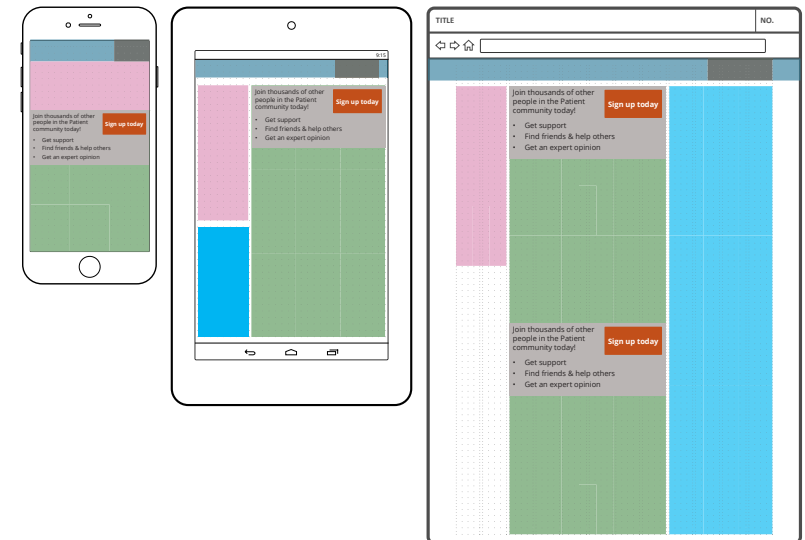 Join thousands of other
people in the Patient
community today!
Sign up today
• Get support
• Find friends & help others
• Get an expert opinion
9:15
Join thousands of other
people in the Patient
community today!
Sign up today
• Get support
• Find friends & help others
• Get an expert opinion
TITLE
NO.
Join thousands of other
people in the Patient
community today!
Sign up today
• Get support
• Find friends & help others
• Get an expert opinion
Join thousands of other
people in the Patient
community today!
Sign up today
• Get support
• Find friends & help others
• Get an expert opinion